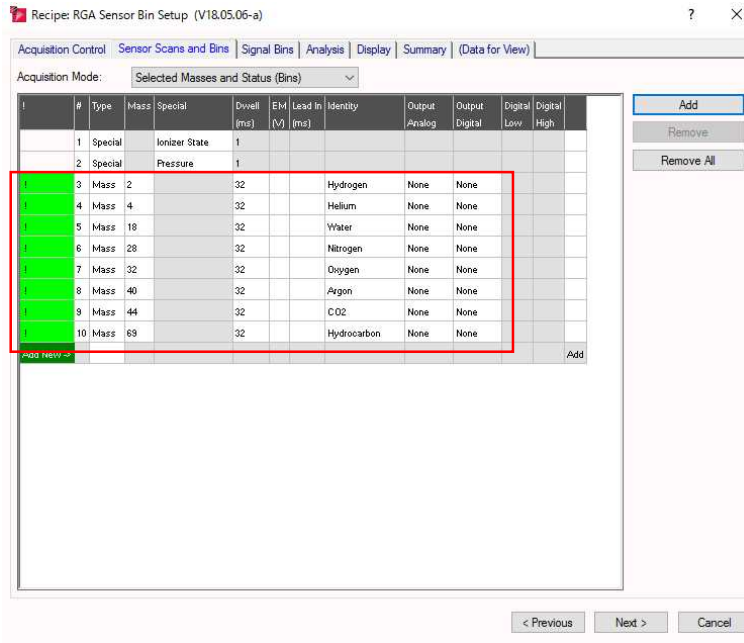 Recipe: RGA Sensor Bin Setup (V18.05.06-a) ? ×
Acquisition Control Sensor Scans and Bins Signal Bins Analysis Display Summary (Data for View)
Acquisition Mode: Selected Masses and Status (Bins)
! # Type Mass Special Dwell (ms) EM (V) Lead In (ms) Identity Output Analog Output Digital Digital Low Digital High
1 Special Ionizer State 1
2 Special Pressure 1
! 3 Mass 2 32 Hydrogen None None
! 4 Mass 4 32 Helium None None
! 5 Mass 18 32 Water None None
! 6 Mass 28 32 Nitrogen None None
! 7 Mass 32 32 Oxygen None None
! 8 Mass 40 32 Argon None None
! 9 Mass 44 32 CO2 None None
! 10 Mass 69 32 Hydrocarbon None None
Add New -> Add
Add
Remove
Remove All
< Previous Next > Cancel